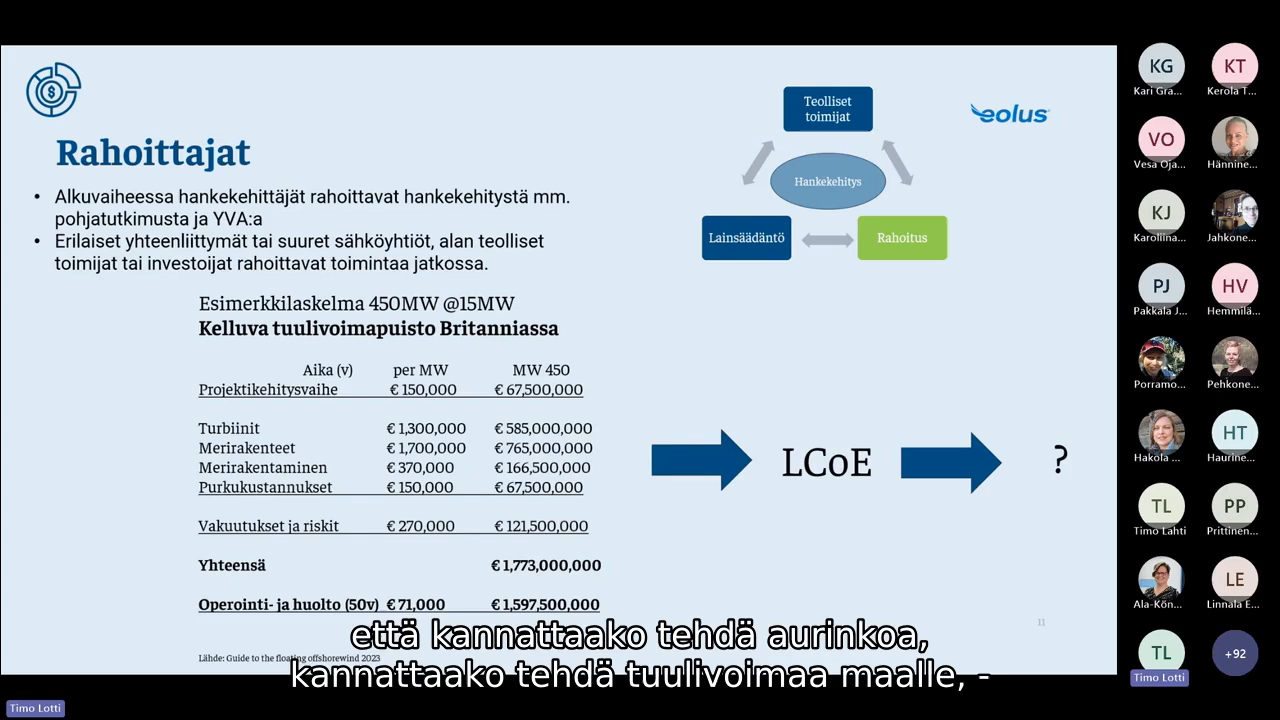 Rahoittajat
• Alkuvaiheessa hankekehittäjät rahoittavat hankekehitystä mm.
pohjatutkimusta ja YVA:a
• Erilaiset yhteenliittymät tai suuret sähköyhtiöt, alan teolliset
toimijat tai investoijat rahoittavat toimintaa jatkossa.
Teolliset
toimijat
Hankekehitys
Lainsäädäntö
Rahoitus
eolus
Esimerkkilaskelma 450MW @15MW
Kelluva tuulivoimapuisto Britanniassa
Aika (v) per MW MW 450
Projektikehitysvaihe € 150,000 € 67,500,000
Turbiinit € 1,300,000 € 585,000,000
Merirakenteet € 1,700,000 € 765,000,000
Merirakentaminen € 370,000 € 166,500,000
Purkukustannukset € 150,000 € 67,500,000
Vakuutukset ja riskit € 270,000 € 121,500,000
Yhteensä € 1,773,000,000
Operointi- ja huolto (50v) € 71,000 € 1,597,500,000
LCoE
?
11
Lähde: Guide to the floating offshorewind 2023
että kannattaako tehdä aurinkoa,
kannattaako tehdä tuulivoimaa maalle, -
Timo Lotti
KG KT
Kari Gra... Kerola T...
VO
Vesa Oja... Hännine...
KJ
Karoliina... Jahkone...
PJ HV
Pakkala J... Hemmilä...
Porramo... Pehkone...
HT
Hakola ... Haurine...
TL PP
Timo Lahti Prittinen...
LE
Ala-Kön... Linnala E...
TL +92
Timo Lotti